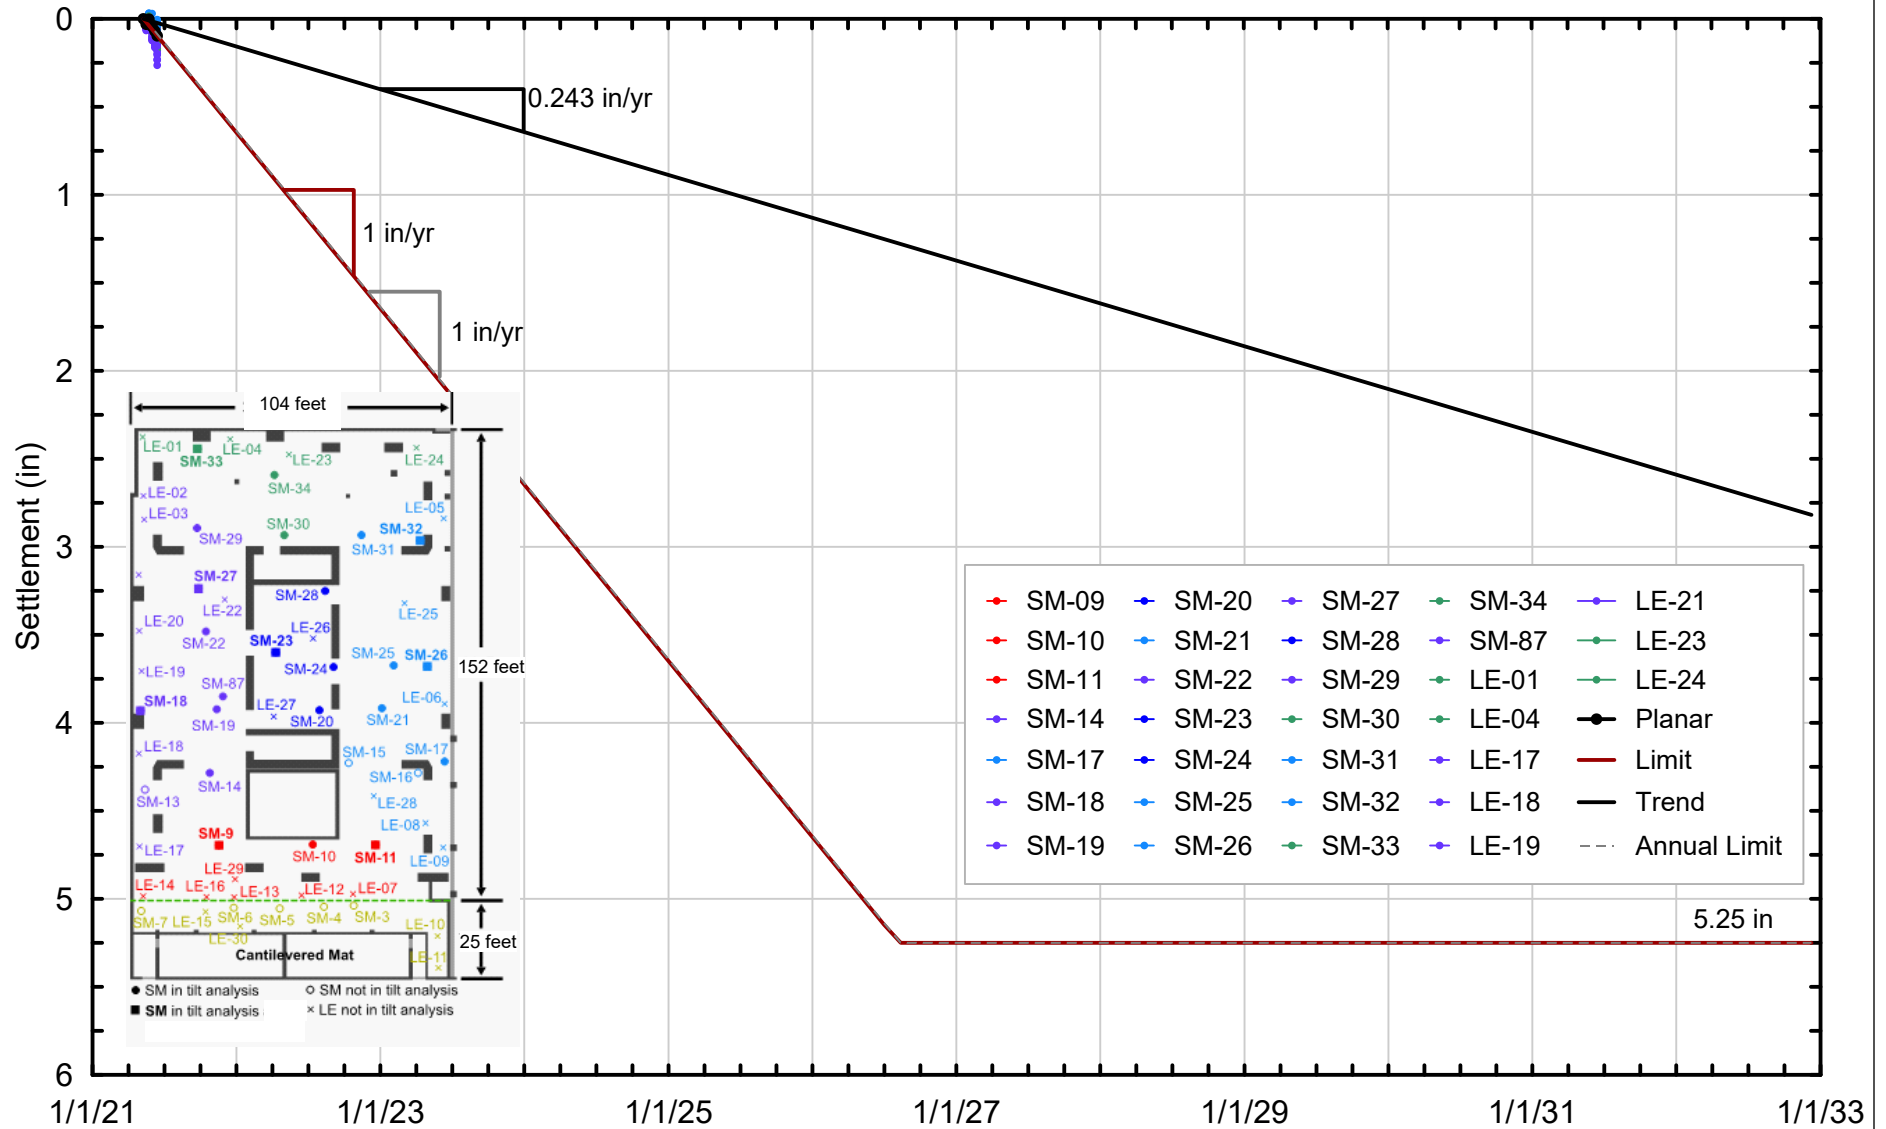 0
1
2
3
4
5
6
Settlement (in)
1/1/21
1/1/23
1/1/25
1/1/27
1/1/29
1/1/31
1/1/33
0.243 in/yr
1 in/yr
1 in/yr
5.25 in
104 feet
152 feet
25 feet
LE-01
SM-33
LE-04
LE-23
LE-24
SM-34
LE-02
LE-03
LE-05
SM-29
SM-30
SM-32
SM-31
SM-27
SM-28
LE-22
LE-25
LE-20
SM-22
LE-26
SM-23
SM-24
SM-25
SM-26
LE-19
SM-87
SM-18
SM-19
LE-27
SM-20
LE-06
SM-21
LE-18
SM-15
SM-17
SM-16
SM-14
SM-13
LE-28
LE-08
SM-9
LE-17
SM-10
SM-11
LE-09
LE-29
LE-14
LE-16
LE-13
LE-12
LE-07
SM-7
LE-15
SM-6
SM-5
SM-4
SM-3
LE-10
LE-30
LE-11
Cantilevered Mat
SM in tilt analysis
SM not in tilt analysis
SM in tilt analysis
LE not in tilt analysis
SM-09
SM-10
SM-11
SM-14
SM-17
SM-18
SM-19
SM-20
SM-21
SM-22
SM-23
SM-24
SM-25
SM-26
SM-27
SM-28
SM-29
SM-30
SM-31
SM-32
SM-33
SM-34
SM-87
LE-01
LE-04
LE-17
LE-18
LE-19
LE-21
LE-23
LE-24
Planar
Limit
Trend
Annual Limit